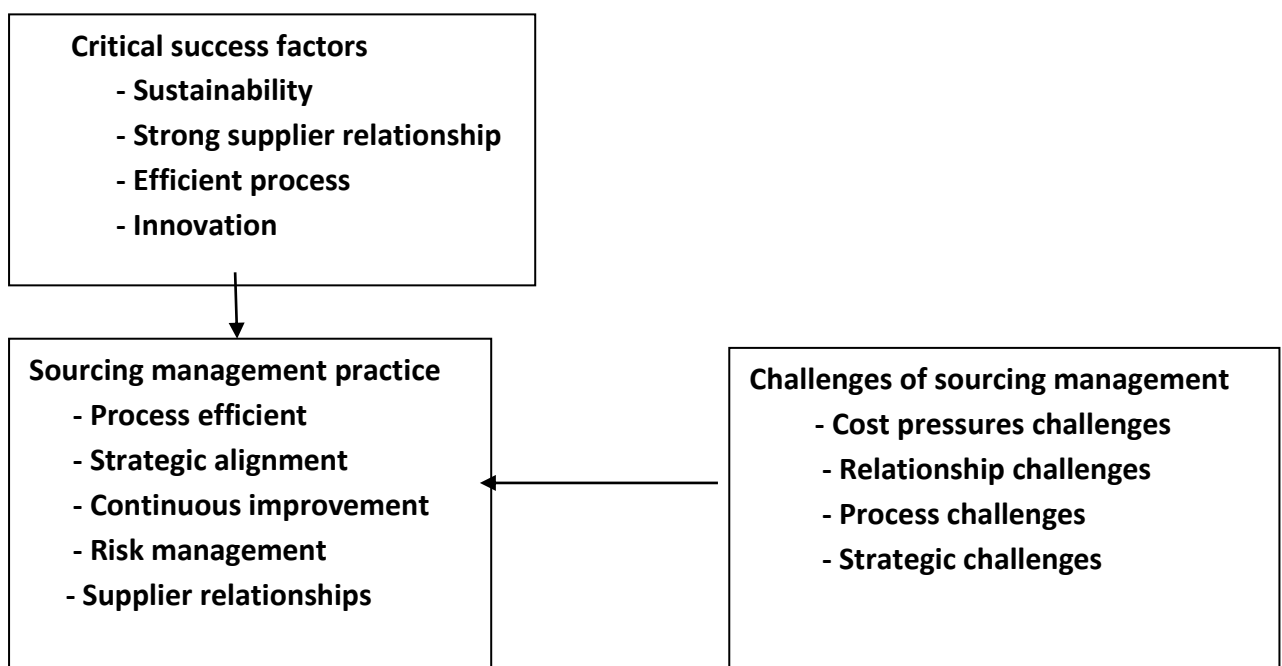 Critical success factors
- Sustainability
- Strong supplier relationship
- Efficient process
- Innovation
Sourcing management practice
- Process efficient
- Strategic alignment
- Continuous improvement
- Risk management
- Supplier relationships
Challenges of sourcing management
- Cost pressures challenges
- Relationship challenges
- Process challenges
- Strategic challenges